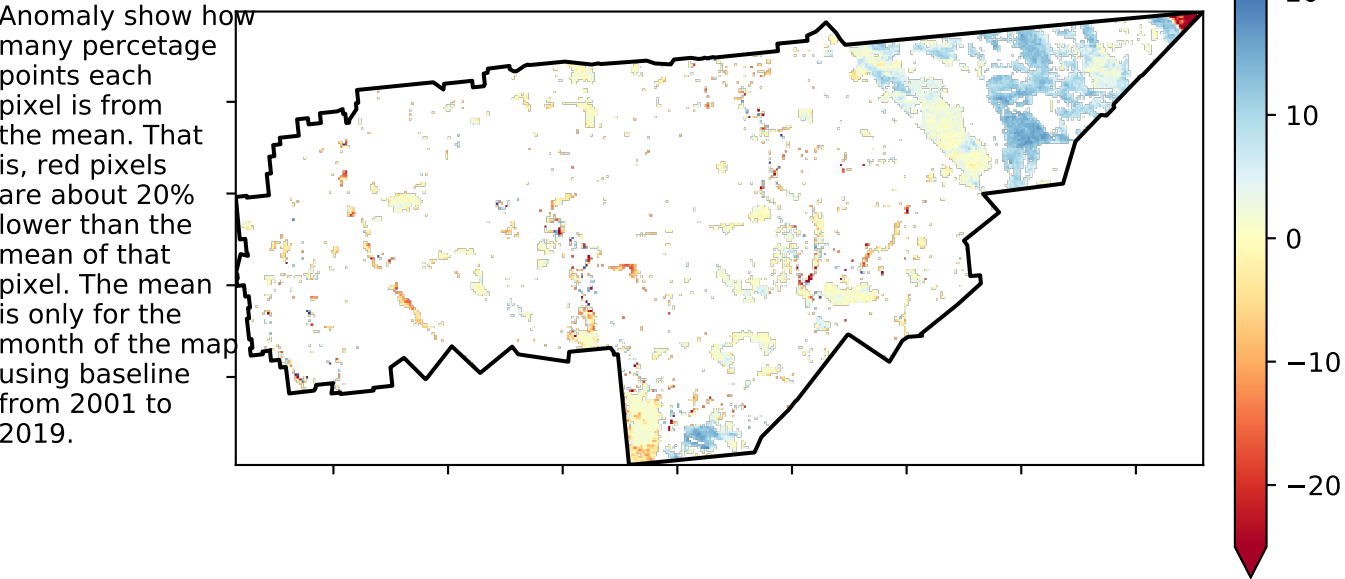 Anomaly show how
many percetage
points each
pixel is from
the mean. That
is, red pixels
are about 20%
lower than the
mean of that
pixel. The mean
is only for the
month of the map
using baseline
from 2001 to
2019.
10
0
−10
−20